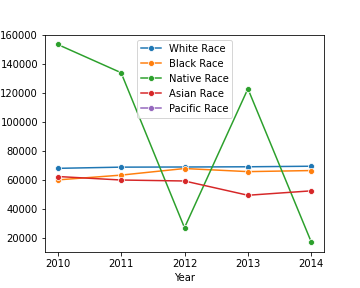 160000
140000
120000
100000
80000
60000
40000
20000
White Race
Black Race
Native Race
Asian Race
Pacific Race
2010 2011 2012 2013 2014
Year